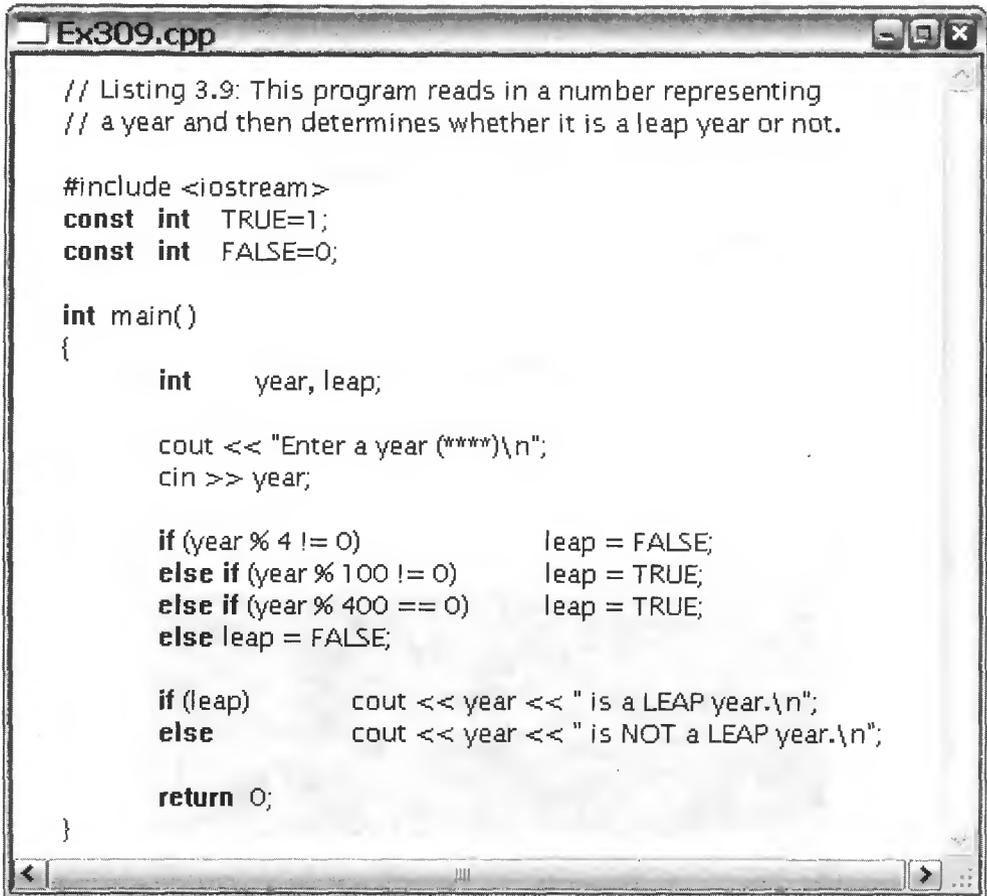 Ex309.cpp
// Listing 3.9: This program reads in a number representing
// a year and then determines whether it is a leap year or not.
#include <iostream>
const int TRUE=1;
const int FALSE=0;
int main()
{
int year, leap;
cout << "Enter a year (****)\n";
cin >> year;
if (year % 4 != 0) leap = FALSE;
else if (year % 100 != 0) leap = TRUE;
else if (year % 400 == 0) leap = TRUE;
else leap = FALSE;
if (leap) cout << year << " is a LEAP year.\n";
else cout << year << " is NOT a LEAP year.\n";
return 0;
}